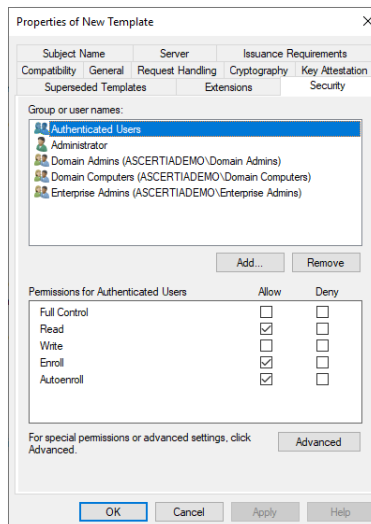 Properties of New Template
Subject Name Server Issuance Requirements
Compatibility General Request Handling Cryptography Key Attestation
Superseded Templates Extensions Security
Group or user names:
Authenticated Users
Administrator
Domain Admins (ASCERTIADEMO\Domain Admins)
Domain Computers (ASCERTIADEMO\Domain Computers)
Enterprise Admins (ASCERTIADEMO\Enterprise Admins)
Add... Remove
Permissions for Authenticated Users Allow Deny
Full Control
Read
Write
Enroll
Autoenroll
For special permissions or advanced settings, click
Advanced.
Advanced
OK Cancel Apply Help